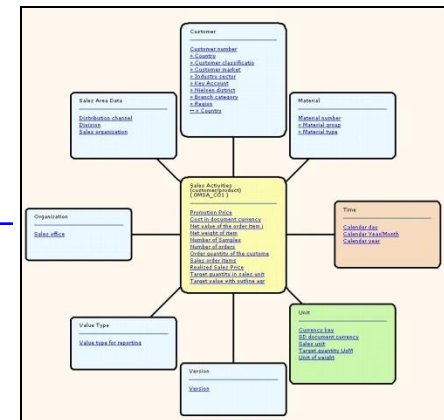 Customer
Customer number
+ Country
+ Customer classificatio
+ Customer market
+ Industry sector
+ Key Account
+ Nielsen district
+ Branch category
+ Region
-- + Country
Sales Area Data
Distribution channel
Division
Sales organization
Material
Material number
+ Material group
+ Material type
Sales Activities
(customer/product)
( 0MSA_C01 )
Promotion Price
Cost in document currency
Net value of the order item i
Net weight of item
Number of Samples
Number of orders
Order quantity of the custome
Sales order items
Realized Sales Price
Target quantity in sales unit
Target value with outline agr
Organisation
Sales office
Time
Calendar day
Calendar Year/Month
Calendar year
Value Type
Value type for reporting
Version
Version
Unit
Currency key
SD document currency
Sales unit
Target quantity UoM
Unit of weight